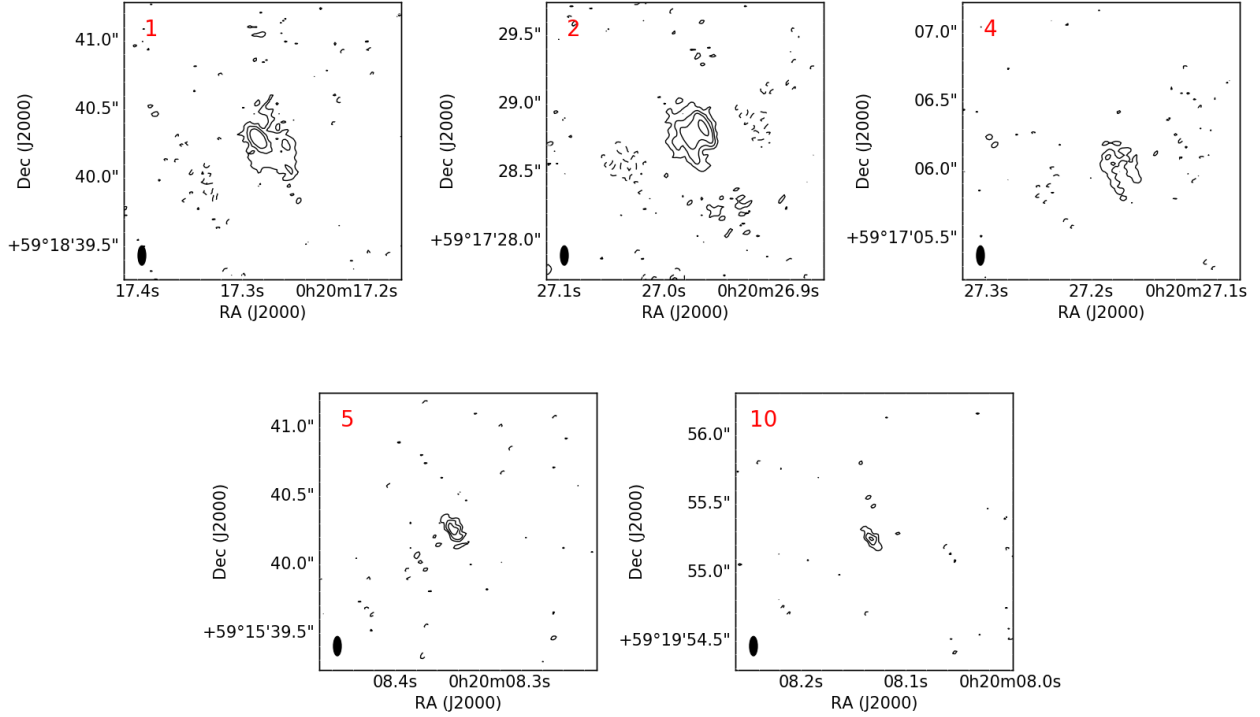 1
41.0"
40.5"
40.0"
+59°18'39.5"
Dec (J2000)
17.4s 17.3s 0h20m17.2s
RA (J2000)
2
29.5"
29.0"
28.5"
+59°17'28.0"
Dec (J2000)
27.1s 27.0s 0h20m26.9s
RA (J2000)
4
07.0"
06.5"
06.0"
+59°17'05.5"
Dec (J2000)
27.3s 27.2s 0h20m27.1s
RA (J2000)
5
41.0"
40.5"
40.0"
+59°15'39.5"
Dec (J2000)
08.4s 0h20m08.3s
RA (J2000)
10
56.0"
55.5"
55.0"
+59°19'54.5"
Dec (J2000)
08.2s 08.1s 0h20m08.0s
RA (J2000)